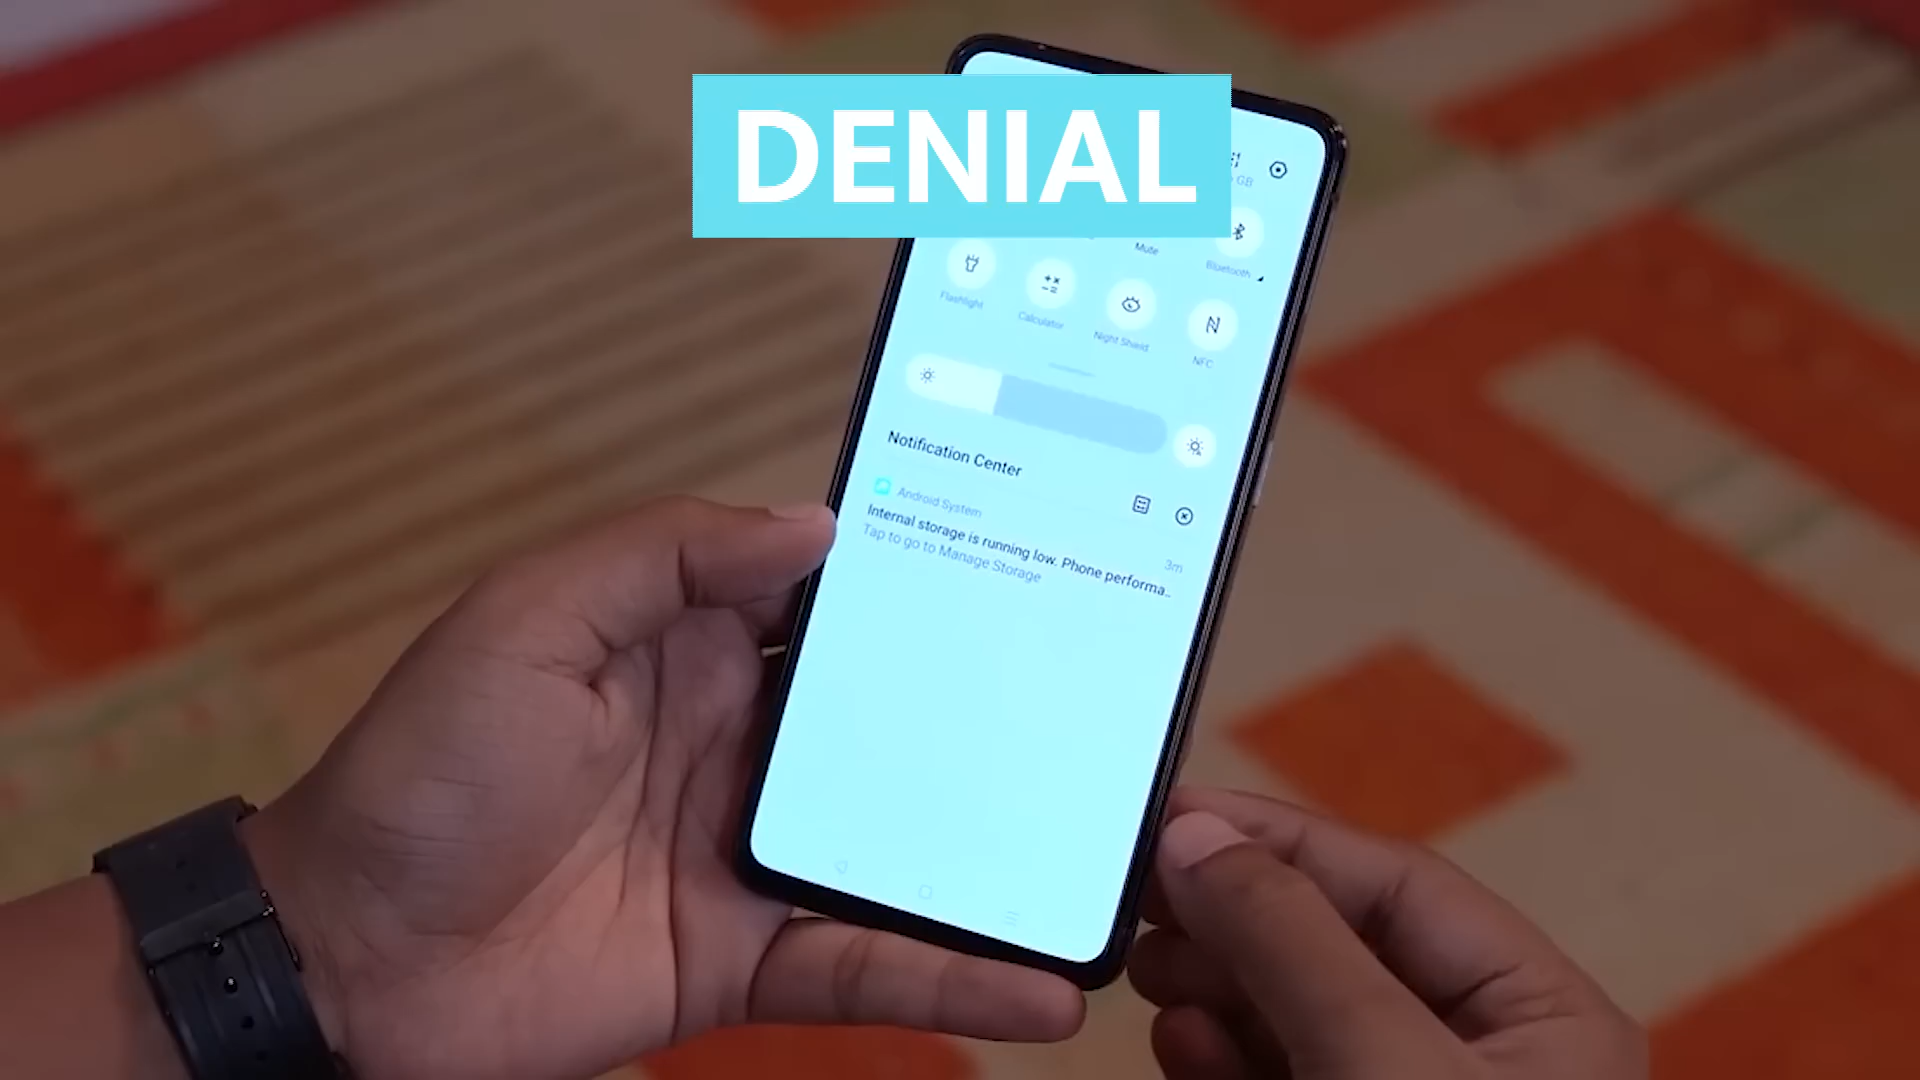 DENIAL
GB
Mute
Bluetooth
Flashlight
Calculator
Night Shield
NFC
Notification Center
Android System
Internal storage is running low. Phone performa..
3m
Tap to go to Manage Storage